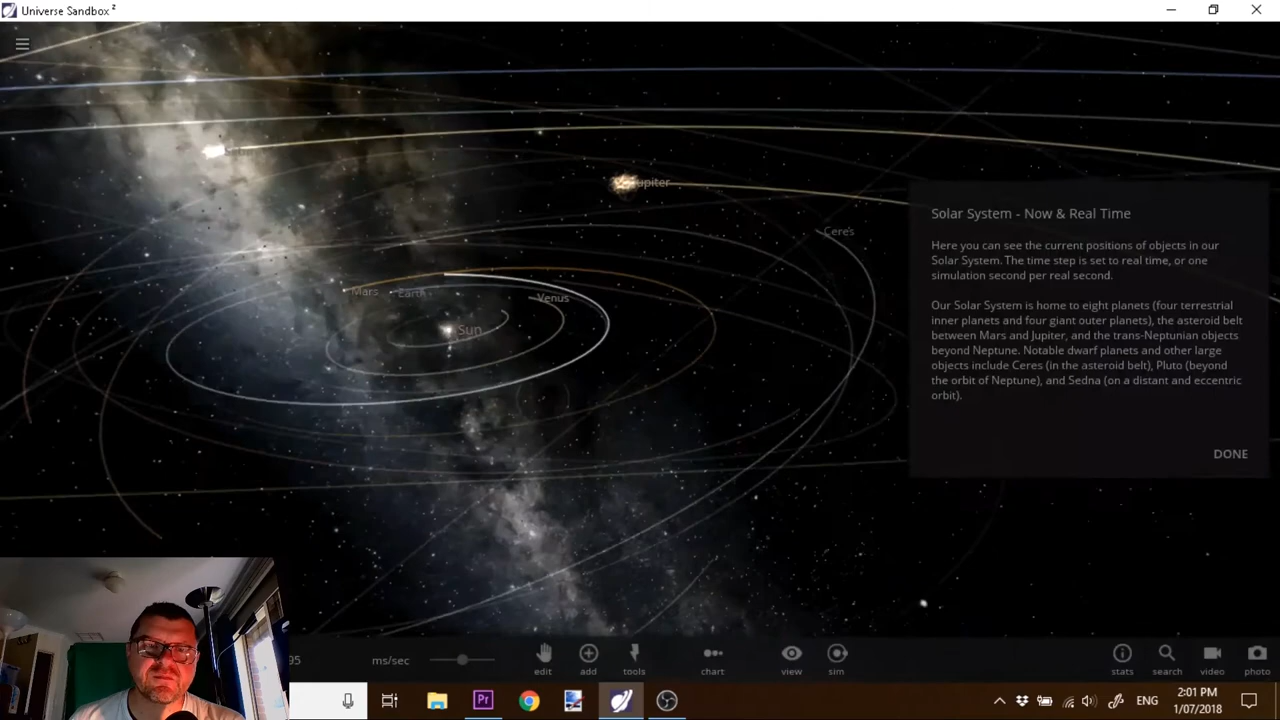 Universe Sandbox ²
Jupiter
Ceres
Mars
Earth
Venus
Sun
Solar System - Now & Real Time
Here you can see the current positions of objects in our
Solar System. The time step is set to real time, or one
simulation second per real second.
Our Solar System is home to eight planets (four terrestrial
inner planets and four giant outer planets), the asteroid belt
between Mars and Jupiter, and the trans-Neptunian objects
beyond Neptune. Notable dwarf planets and other large
objects include Ceres (in the asteroid belt), Pluto (beyond
the orbit of Neptune), and Sedna (on a distant and eccentric
orbit).
DONE
95 ms/sec
edit add tools chart view sim stats search video photo
Pr
ENG
2:01 PM
1/07/2018